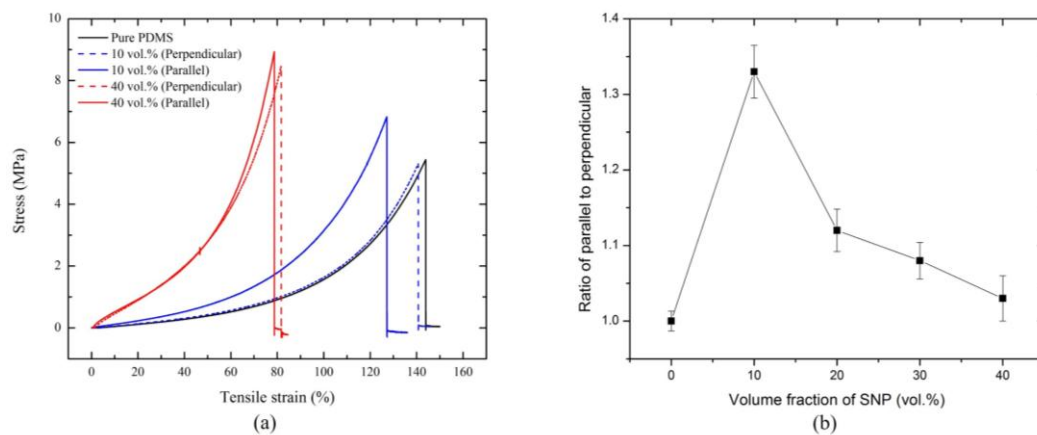 10
8
6
4
2
0
Stress (MPa)
Pure PDMS
10 vol.% (Perpendicular)
10 vol.% (Parallel)
40 vol.% (Perpendicular)
40 vol.% (Parallel)
0 20 40 60 80 100 120 140 160
Tensile strain (%)
(a)
1.4
1.3
1.2
1.1
1.0
Ratio of parallel to perpendicular
0 10 20 30 40
Volume fraction of SNP (vol.%)
(b)